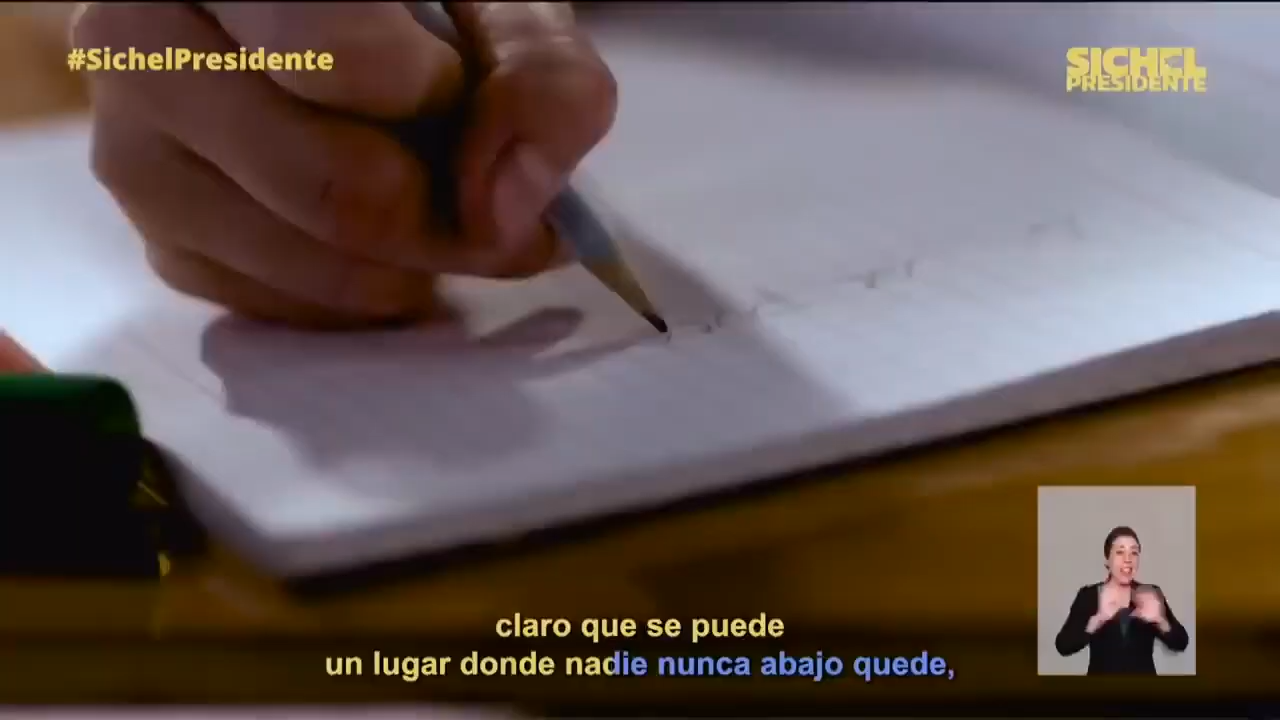 #SichelPresidente
SICHEL
PRESIDENTE
claro que se puede
un lugar donde nadie nunca abajo quede,